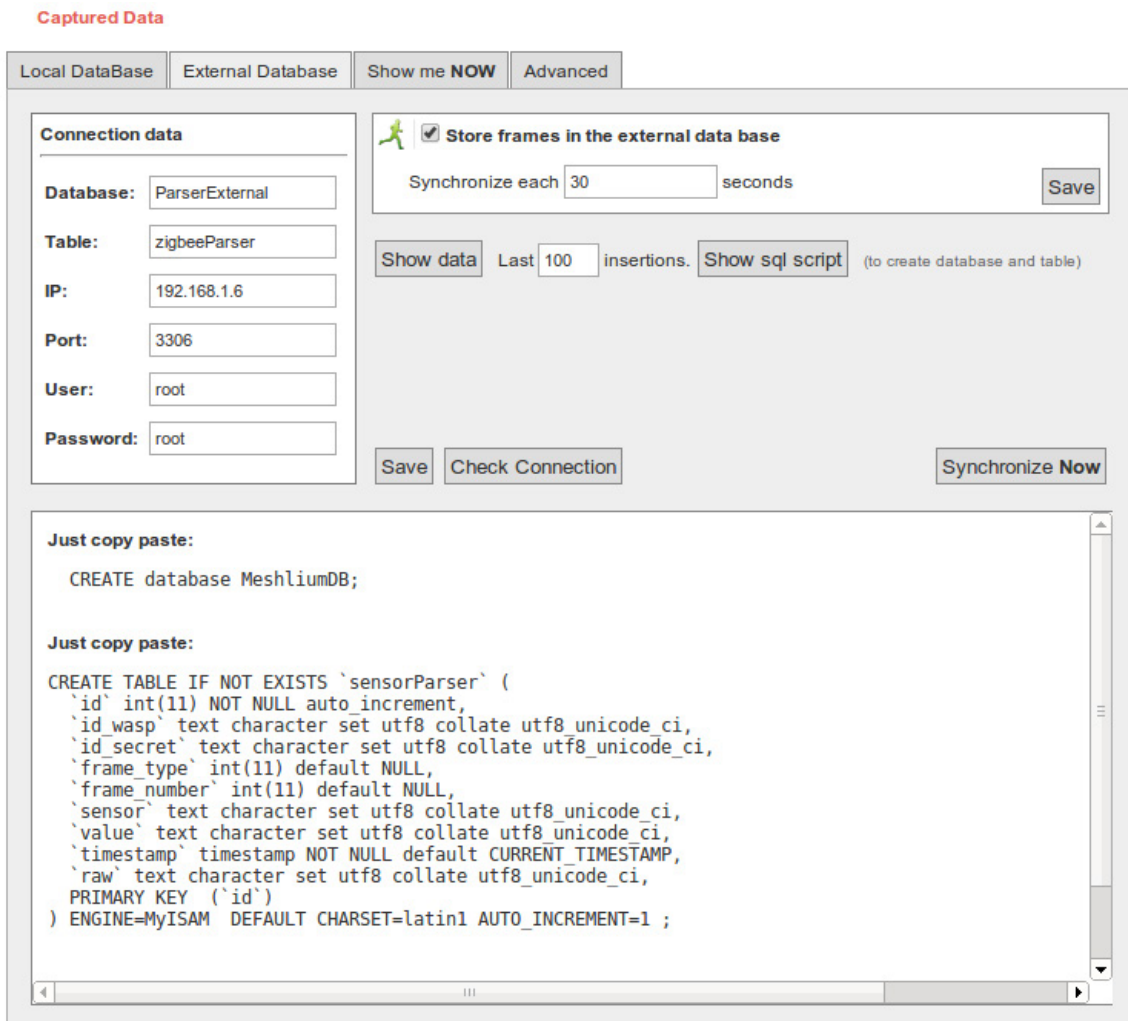 Captured Data
Local DataBase
External Database
Show me NOW
Advanced
Connection data
Database: ParserExternal
Table: zigbeeParser
IP: 192.168.1.6
Port: 3306
User: root
Password: root
Store frames in the external data base
Synchronize each 30 seconds
Save
Show data Last 100 insertions. Show sql script (to create database and table)
Save Check Connection Synchronize Now
Just copy paste:
CREATE database MeshliumDB;
Just copy paste:
CREATE TABLE IF NOT EXISTS `sensorParser` (
`id` int(11) NOT NULL auto_increment,
`id_wasp` text character set utf8 collate utf8_unicode_ci,
`id_secret` text character set utf8 collate utf8_unicode_ci,
`frame_type` int(11) default NULL,
`frame_number` int(11) default NULL,
`sensor` text character set utf8 collate utf8_unicode_ci,
`value` text character set utf8 collate utf8_unicode_ci,
`timestamp` timestamp NOT NULL default CURRENT_TIMESTAMP,
`raw` text character set utf8 collate utf8_unicode_ci,
PRIMARY KEY  (`id`)
) ENGINE=MyISAM  DEFAULT CHARSET=latin1 AUTO_INCREMENT=1 ;